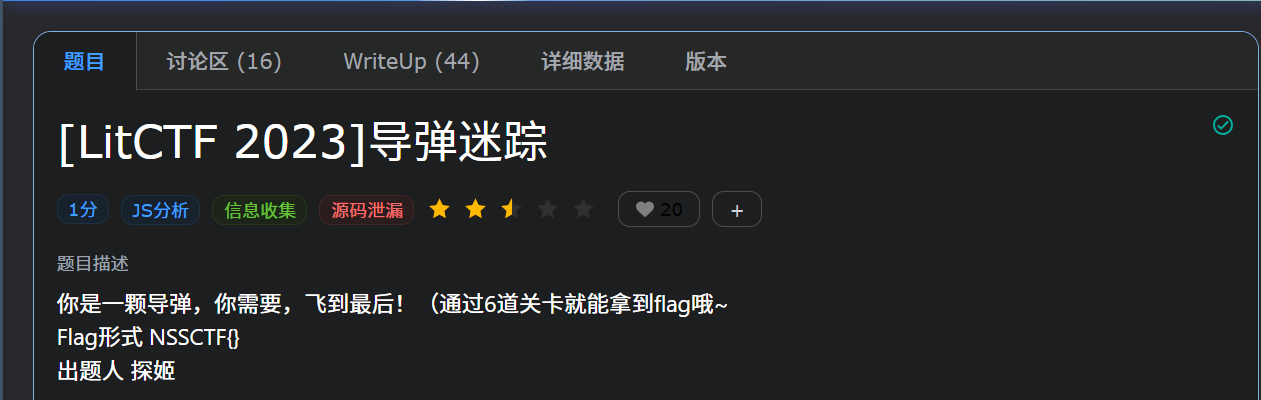 题目 讨论区 (16) WriteUp (44) 详细数据 版本
[LitCTF 2023]导弹迷踪
1分 JS分析 信息收集 源码泄漏 20 +
题目描述
你是一颗导弹，你需要，飞到最后！（通过6道关卡就能拿到flag哦~
Flag形式 NSSCTF{}
出题人 探姬